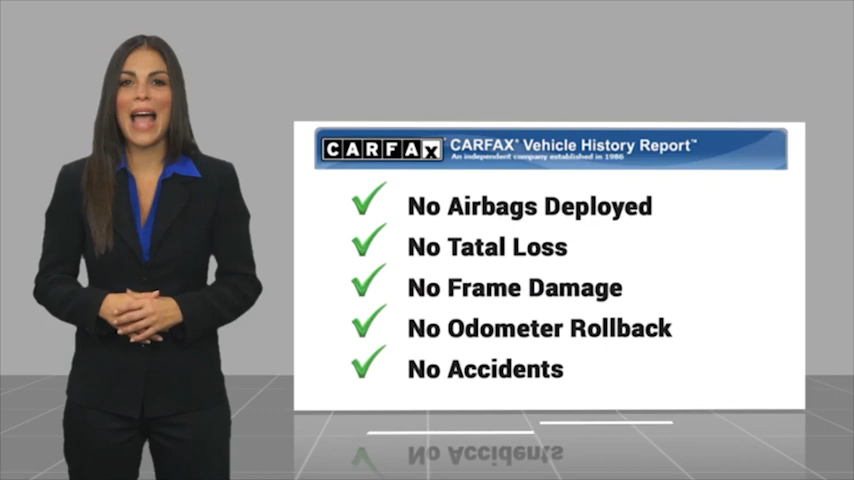 CARFAX CARFAX® Vehicle History Report™
An independent company established in 1986
No Airbags Deployed
No Tatal Loss
No Frame Damage
No Odometer Rollback
No Accidents
No Accidents